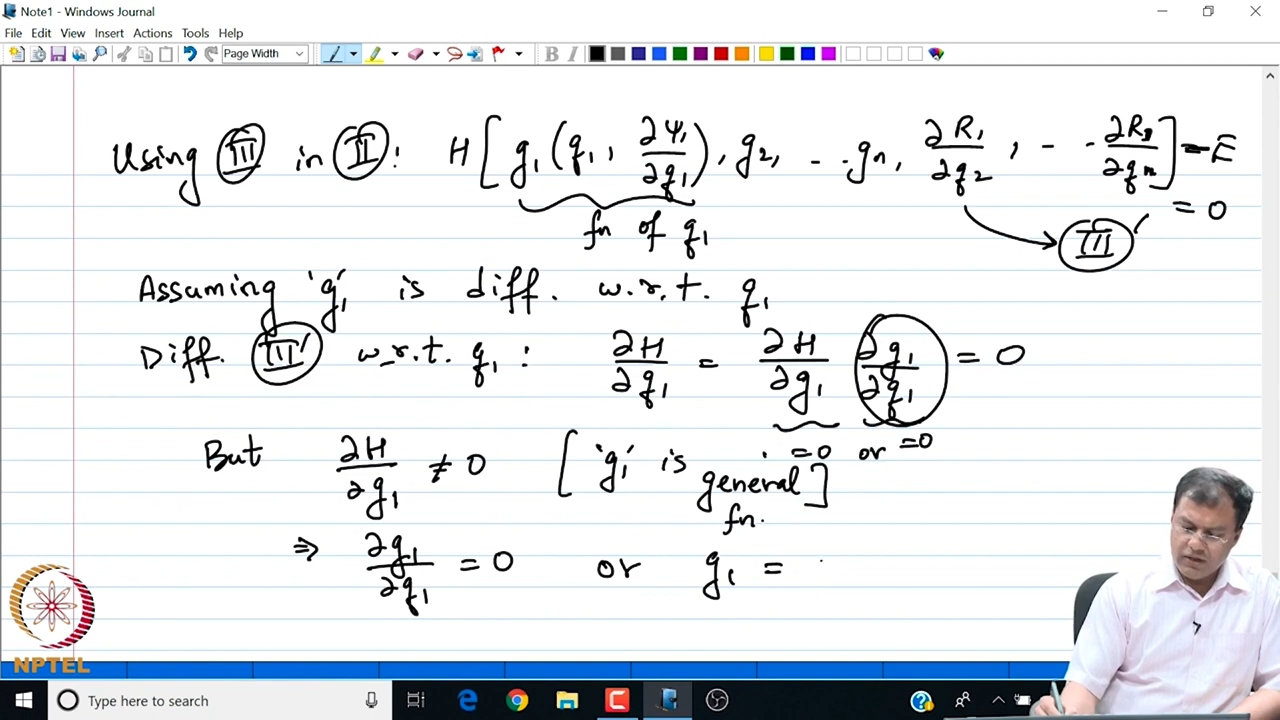 Note1 - Windows Journal
File Edit View Insert Actions Tools Help
Page Width B I
Using III in II: H[g₁(q₁, ∂Ψ₁/∂q₁), g₂, - - gₙ, ∂R₁/∂q₂, - - ∂R₁/∂qₙ] - E
= 0
fn of q₁
III'
Assuming 'g₁' is diff. w.r.t. q₁
Diff. III' w.r.t. q₁: ∂H/∂q₁ = ∂H/∂g₁ ∂g₁/∂q₁ = 0
= 0 or = 0
But ∂H/∂g₁ ≠ 0 ['g₁' is general fn.]
⇒ ∂g₁/∂q₁ = 0 or g₁ =
NPTEL
Type here to search